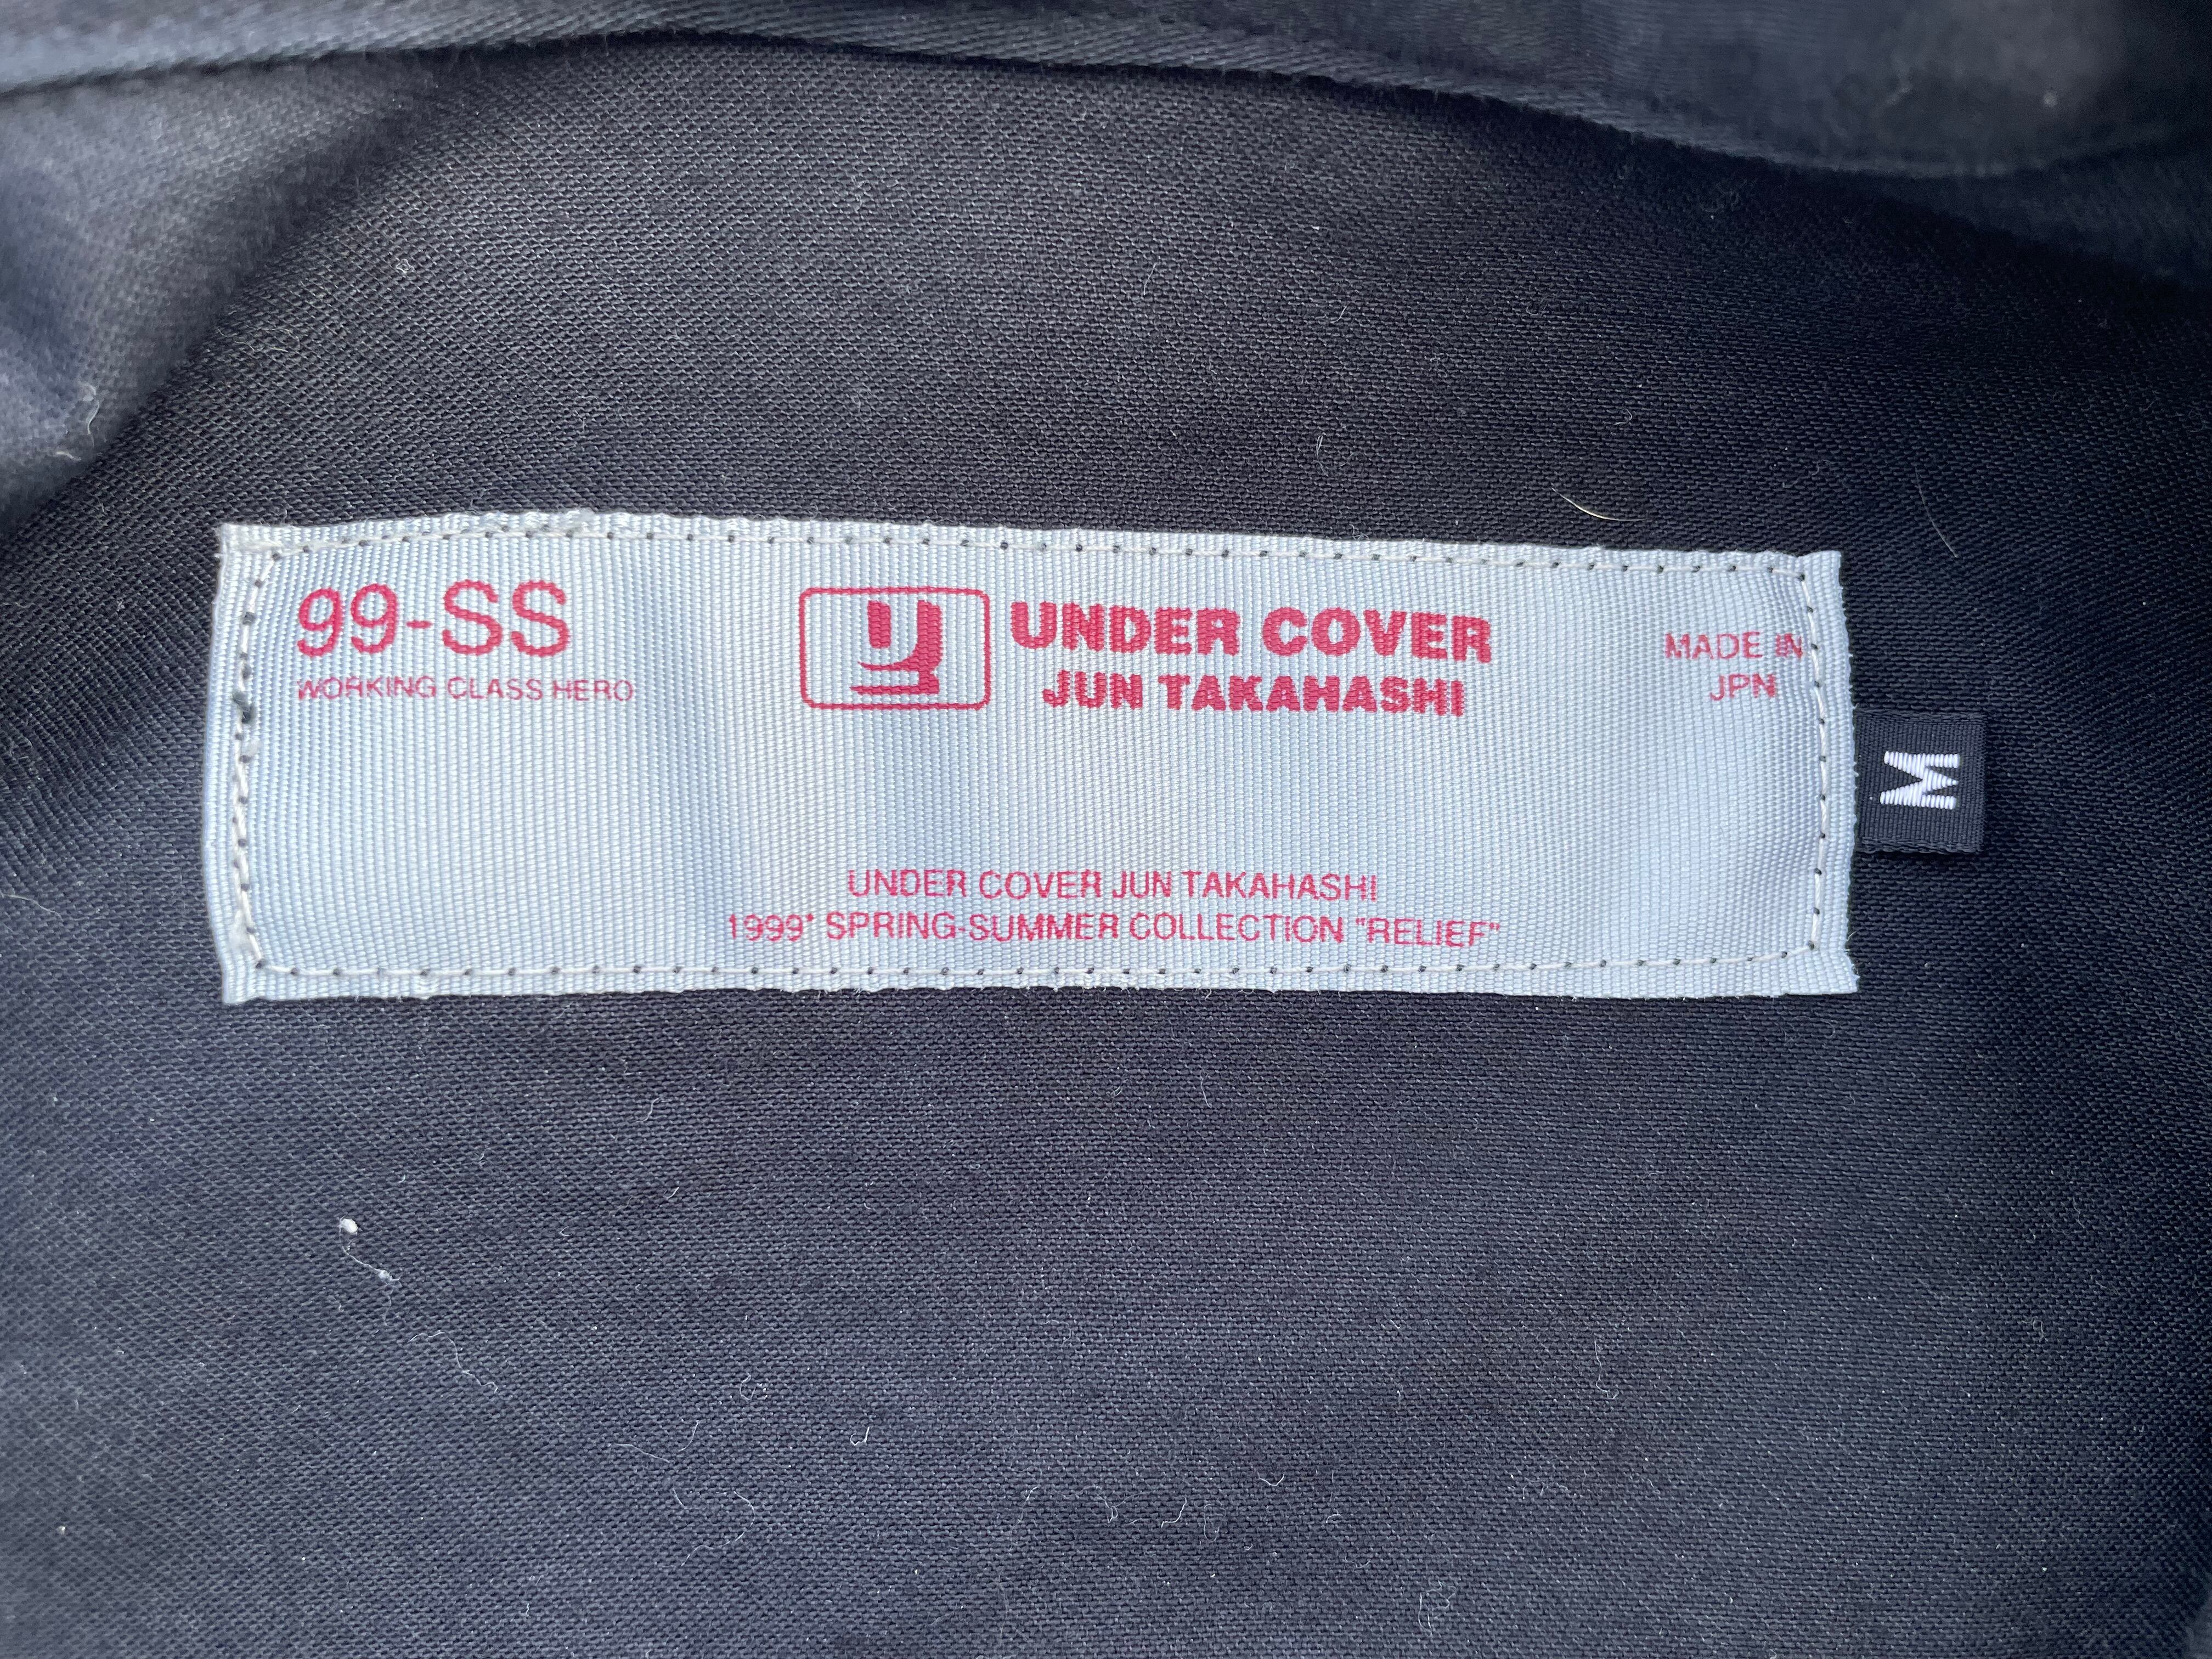 99-SS
WORKING CLASS HERO
U
UNDER COVER
JUN TAKAHASHI
MADE IN
JPN
M
UNDER COVER JUN TAKAHASHI
1999' SPRING-SUMMER COLLECTION "RELIEF"